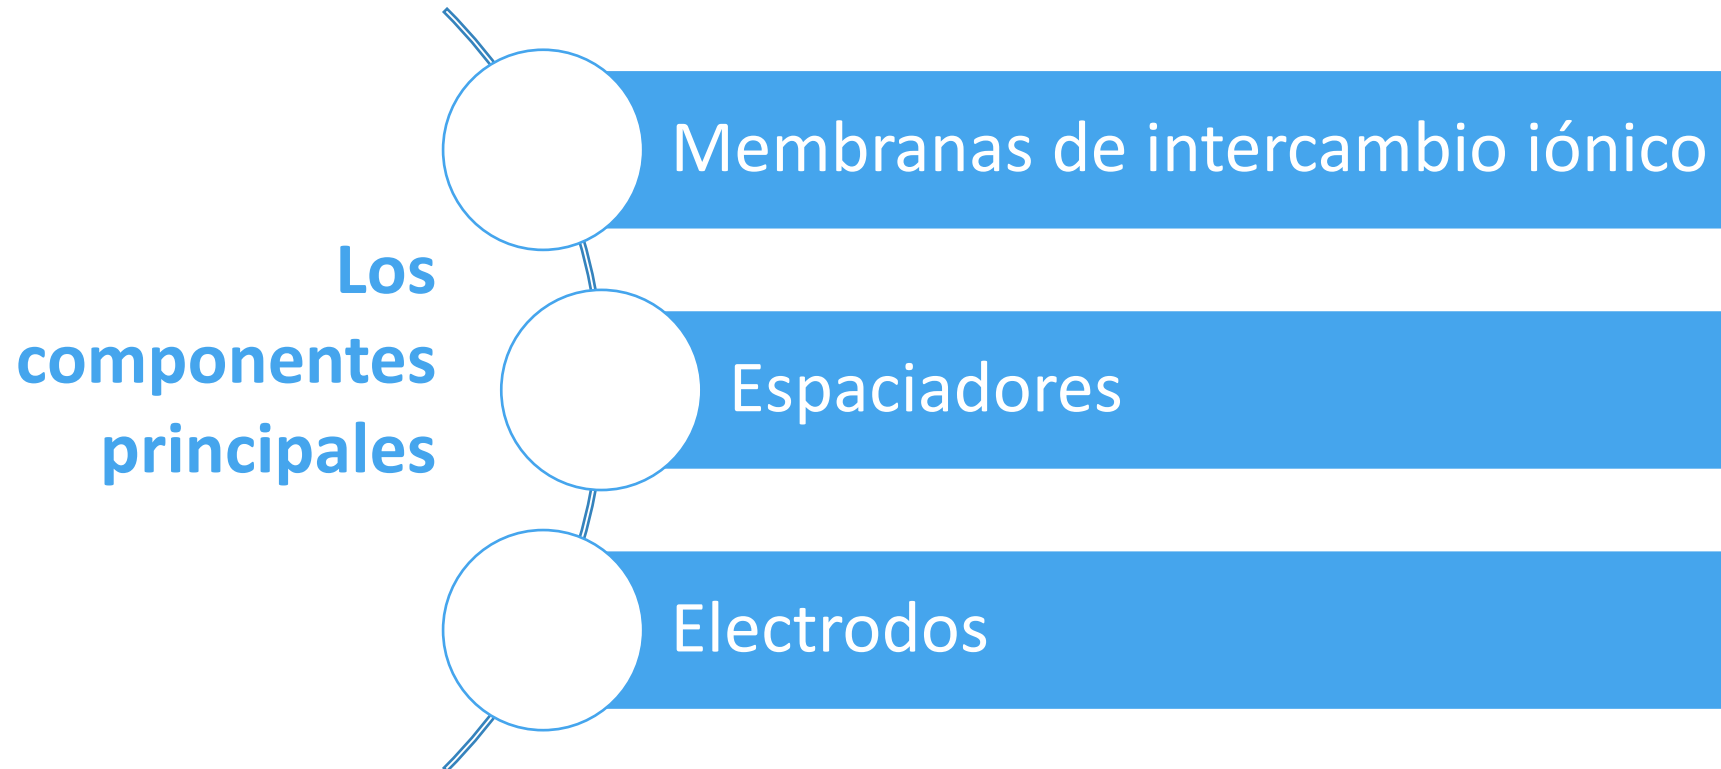 Los
componentes
principales
Membranas de intercambio iónico
Espaciadores
Electrodos